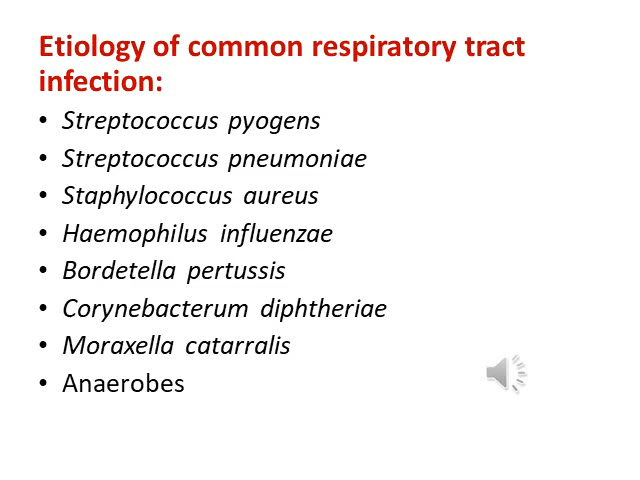 Etiology of common respiratory tract
infection:
• Streptococcus pyogens
• Streptococcus pneumoniae
• Staphylococcus aureus
• Haemophilus influenzae
• Bordetella pertussis
• Corynebacterum diphtheriae
• Moraxella catarralis
• Anaerobes